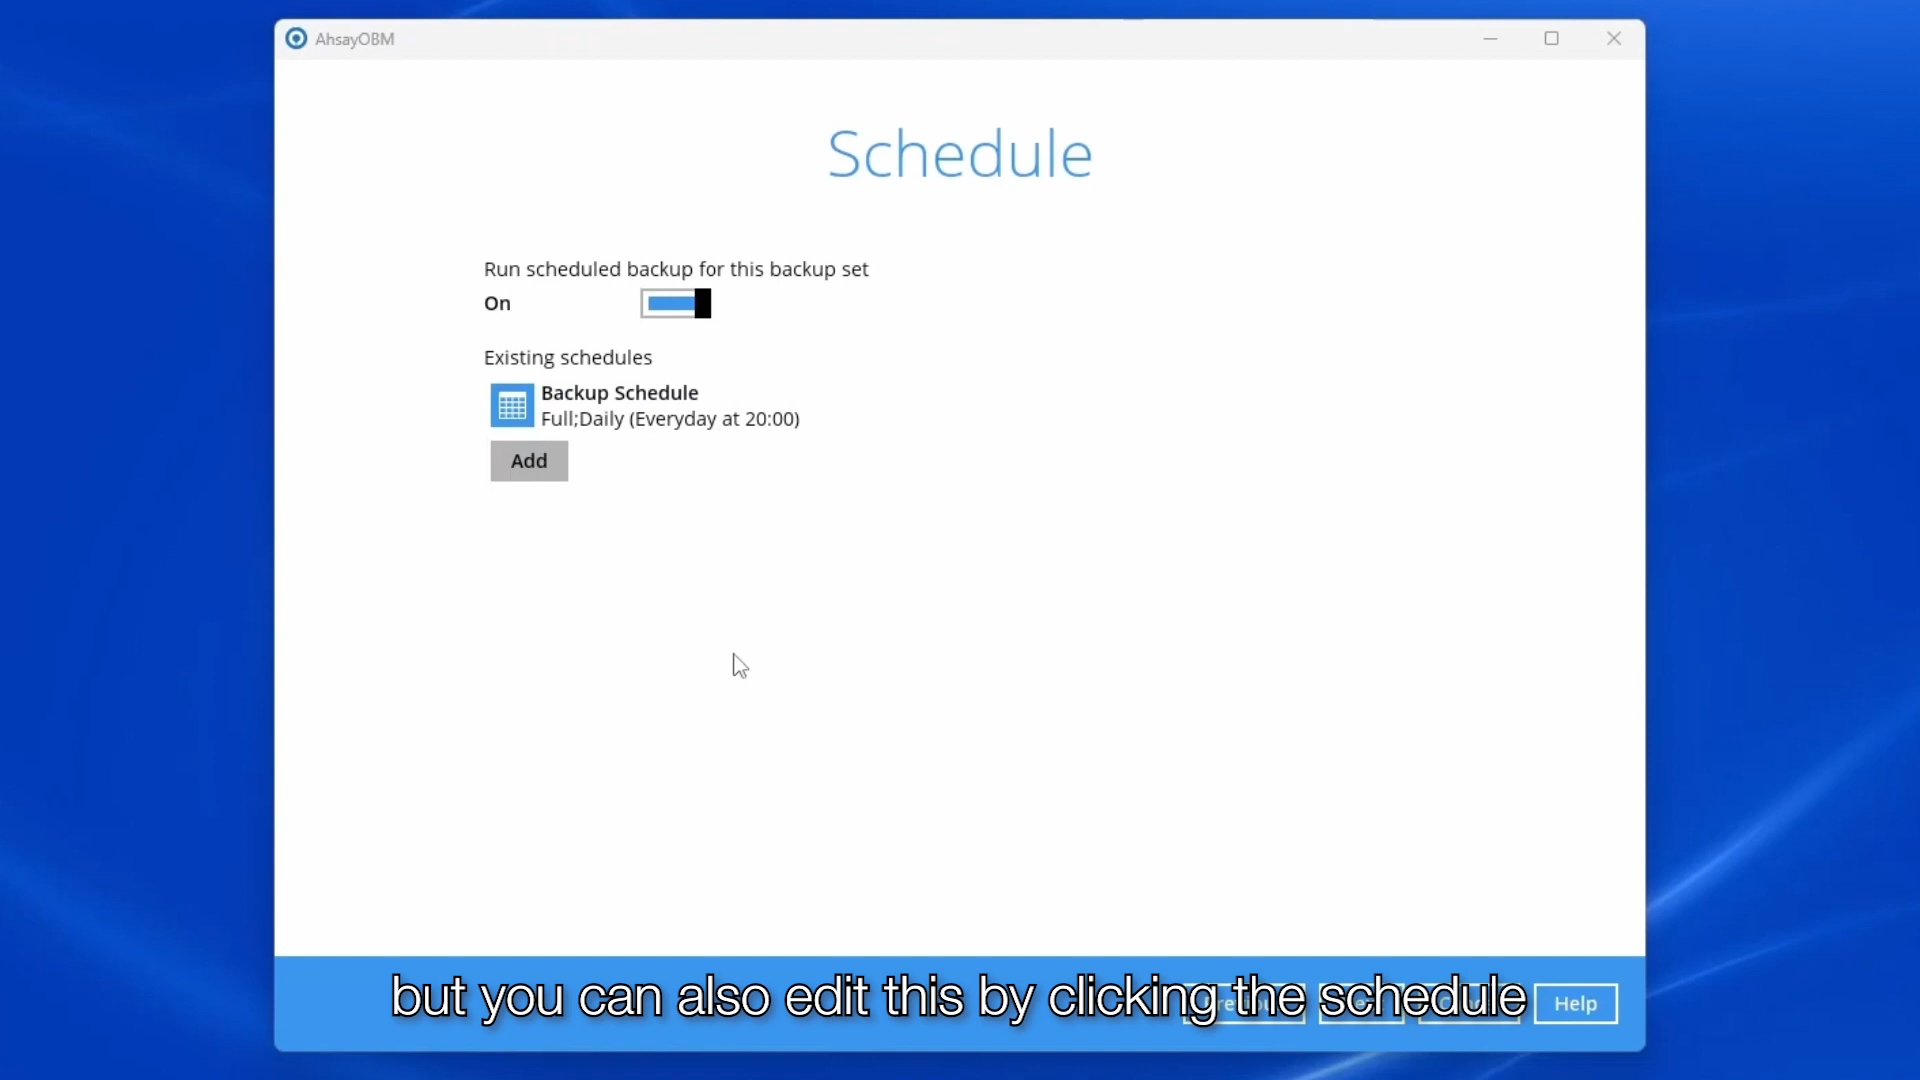 AhsayOBM
Schedule
Run scheduled backup for this backup set
On
Existing schedules
Backup Schedule
Full;Daily (Everyday at 20:00)
Add
but you can also edit this by clicking the schedule
Help